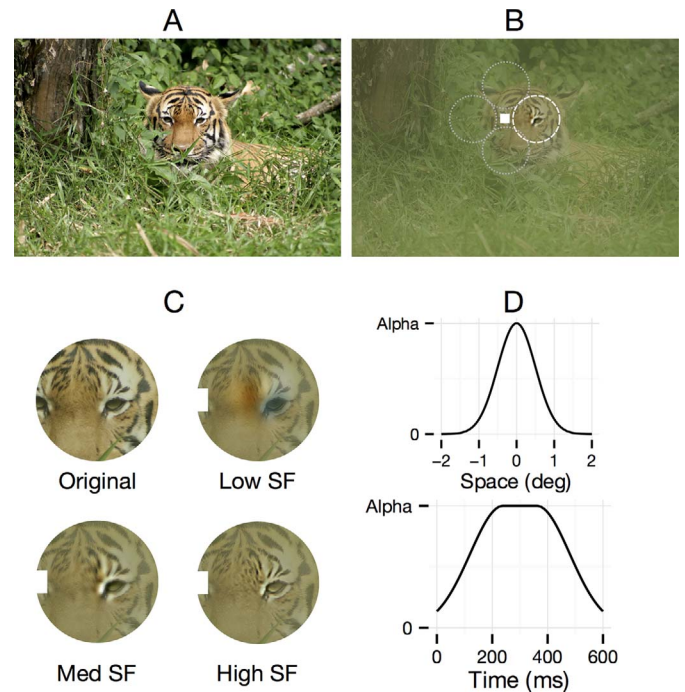 A
B
C
D
Original
Low SF
Med SF
High SF
Alpha
0
−2 −1 0 1 2
Space (deg)
Alpha
0
0 200 400 600
Time (ms)